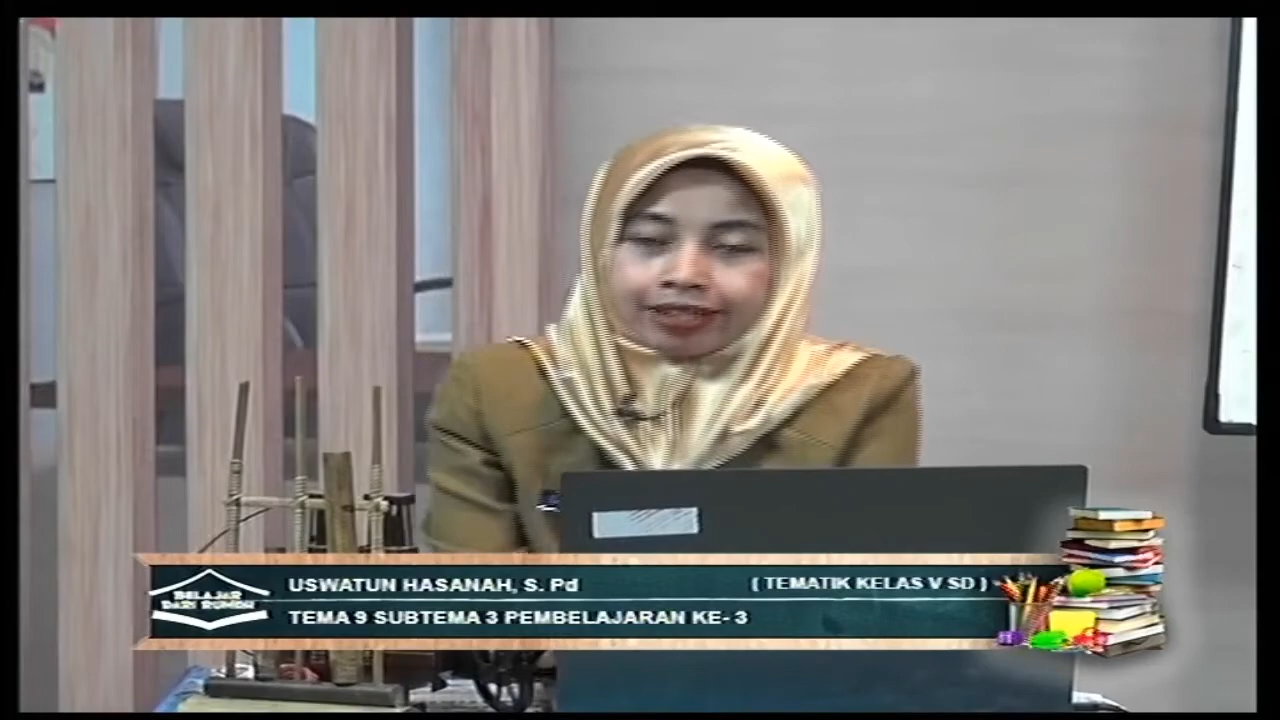 BELAJAR
DARI RUMAH
USWATUN HASANAH, S. Pd
( TEMATIK KELAS V SD )
TEMA 9 SUBTEMA 3 PEMBELAJARAN KE- 3